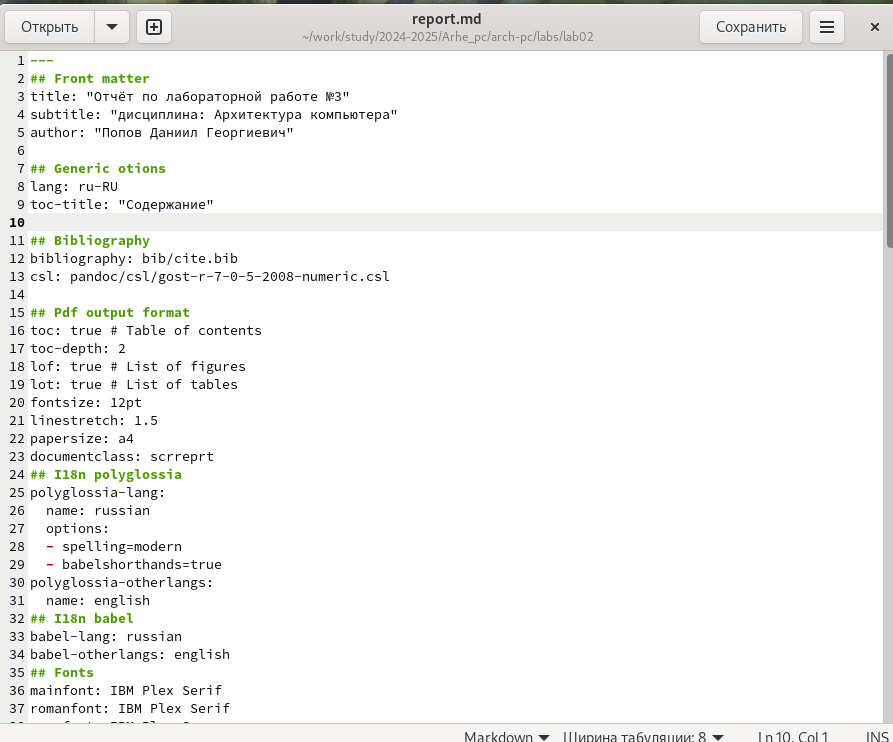 Открыть
report.md
~/work/study/2024-2025/Arhe_pc/arch-pc/labs/lab02
Сохранить
1 ---
2 ## Front matter
3 title: "Отчёт по лабораторной работе №3"
4 subtitle: "дисциплина: Архитектура компьютера"
5 author: "Попов Даниил Георгиевич"
6
7 ## Generic otions
8 lang: ru-RU
9 toc-title: "Содержание"
10
11 ## Bibliography
12 bibliography: bib/cite.bib
13 csl: pandoc/csl/gost-r-7-0-5-2008-numeric.csl
14
15 ## Pdf output format
16 toc: true # Table of contents
17 toc-depth: 2
18 lof: true # List of figures
19 lot: true # List of tables
20 fontsize: 12pt
21 linestretch: 1.5
22 papersize: a4
23 documentclass: scrreprt
24 ## I18n polyglossia
25 polyglossia-lang:
26   name: russian
27   options:
28   - spelling=modern
29   - babelshorthands=true
30 polyglossia-otherlangs:
31   name: english
32 ## I18n babel
33 babel-lang: russian
34 babel-otherlangs: english
35 ## Fonts
36 mainfont: IBM Plex Serif
37 romanfont: IBM Plex Serif
Markdown Ширина табуляции: 8 Ln 10, Col 1 INS